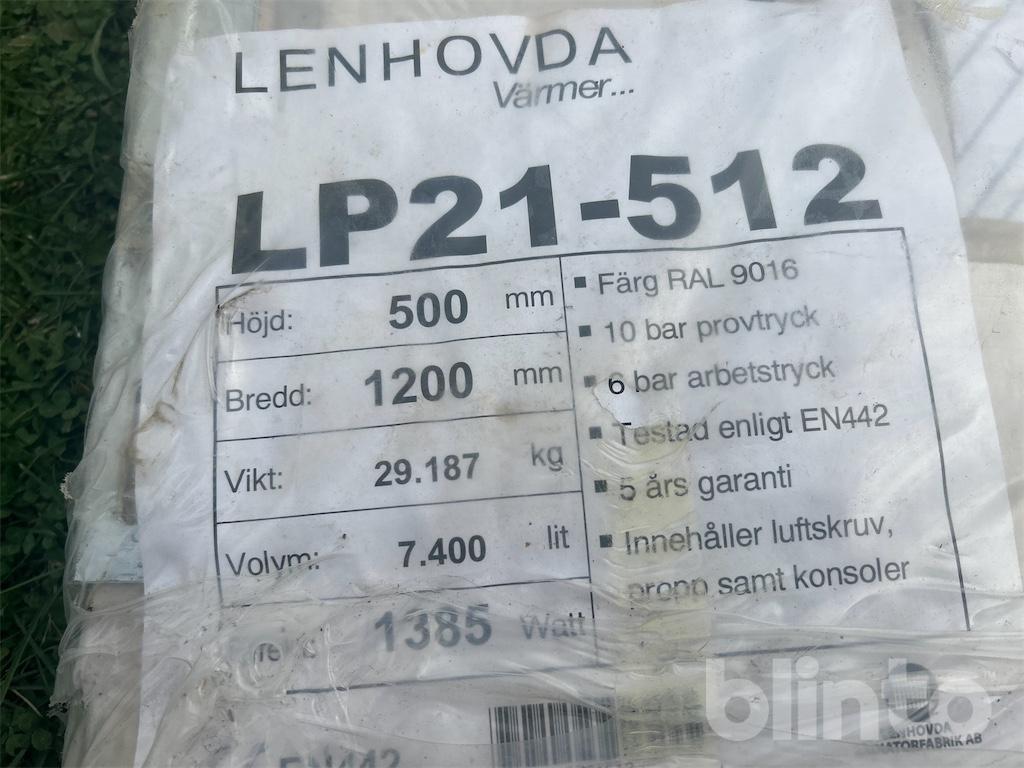 LENHOVDA
Värmer...
LP21-512
Höjd: 500 mm
Bredd: 1200 mm
Vikt: 29.187 kg
Volym: 7.400 lit
1385 Watt
▪ Färg RAL 9016
▪ 10 bar provtryck
▪ 6 bar arbetstryck
▪ Testad enligt EN442
▪ 5 års garanti
▪ Innehåller luftskruv,
propp samt konsoler
EN442
LENHOVDA
blinto